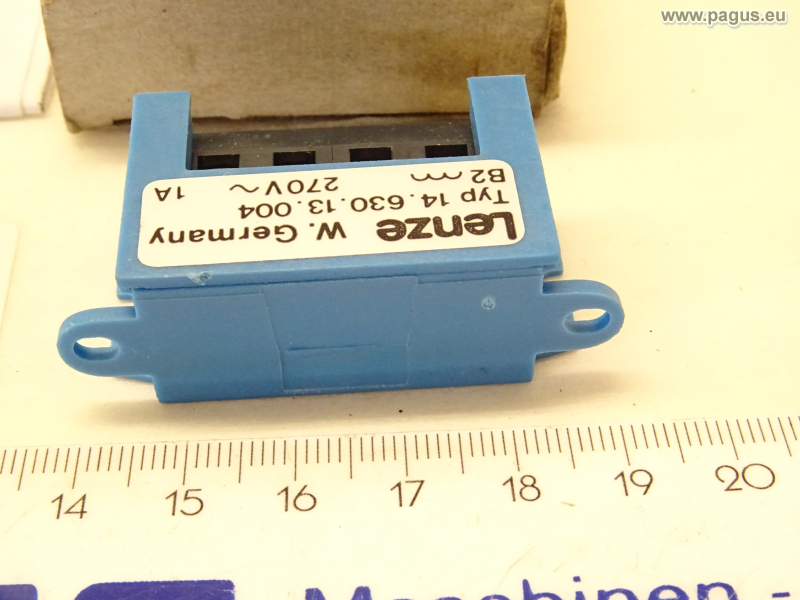 www.pagus.eu
Lenze W. Germany
Typ 14.630.13.004
270V~ 1A
B2
14 15 16 17 18 19 20
Maschinen -